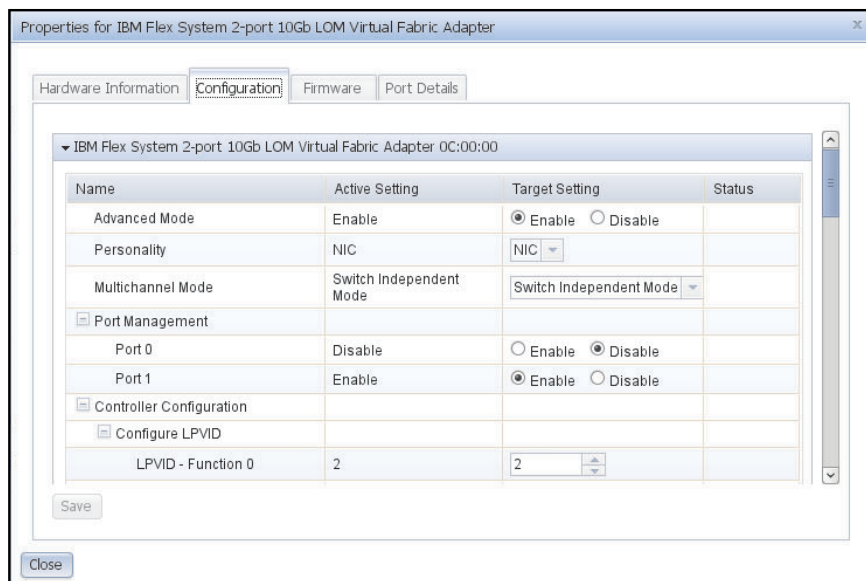 Properties for IBM Flex System 2-port 10Gb LOM Virtual Fabric Adapter x
Hardware Information Configuration Firmware Port Details
IBM Flex System 2-port 10Gb LOM Virtual Fabric Adapter 0C:00:00
Name Active Setting Target Setting Status
Advanced Mode Enable Enable Disable
Personality NIC NIC
Multichannel Mode Switch Independent Mode Switch Independent Mode
Port Management
Port 0 Disable Enable Disable
Port 1 Enable Enable Disable
Controller Configuration
Configure LPVID
LPVID - Function 0 2 2
Save
Close